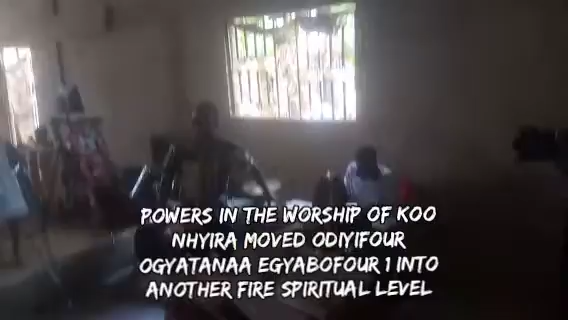 POWERS IN THE WORSHIP OF KOO
NHYIRA MOVED ODIYIFOUR
OGYATANAA EGYABOFOUR 1 INTO
ANOTHER FIRE SPIRITUAL LEVEL